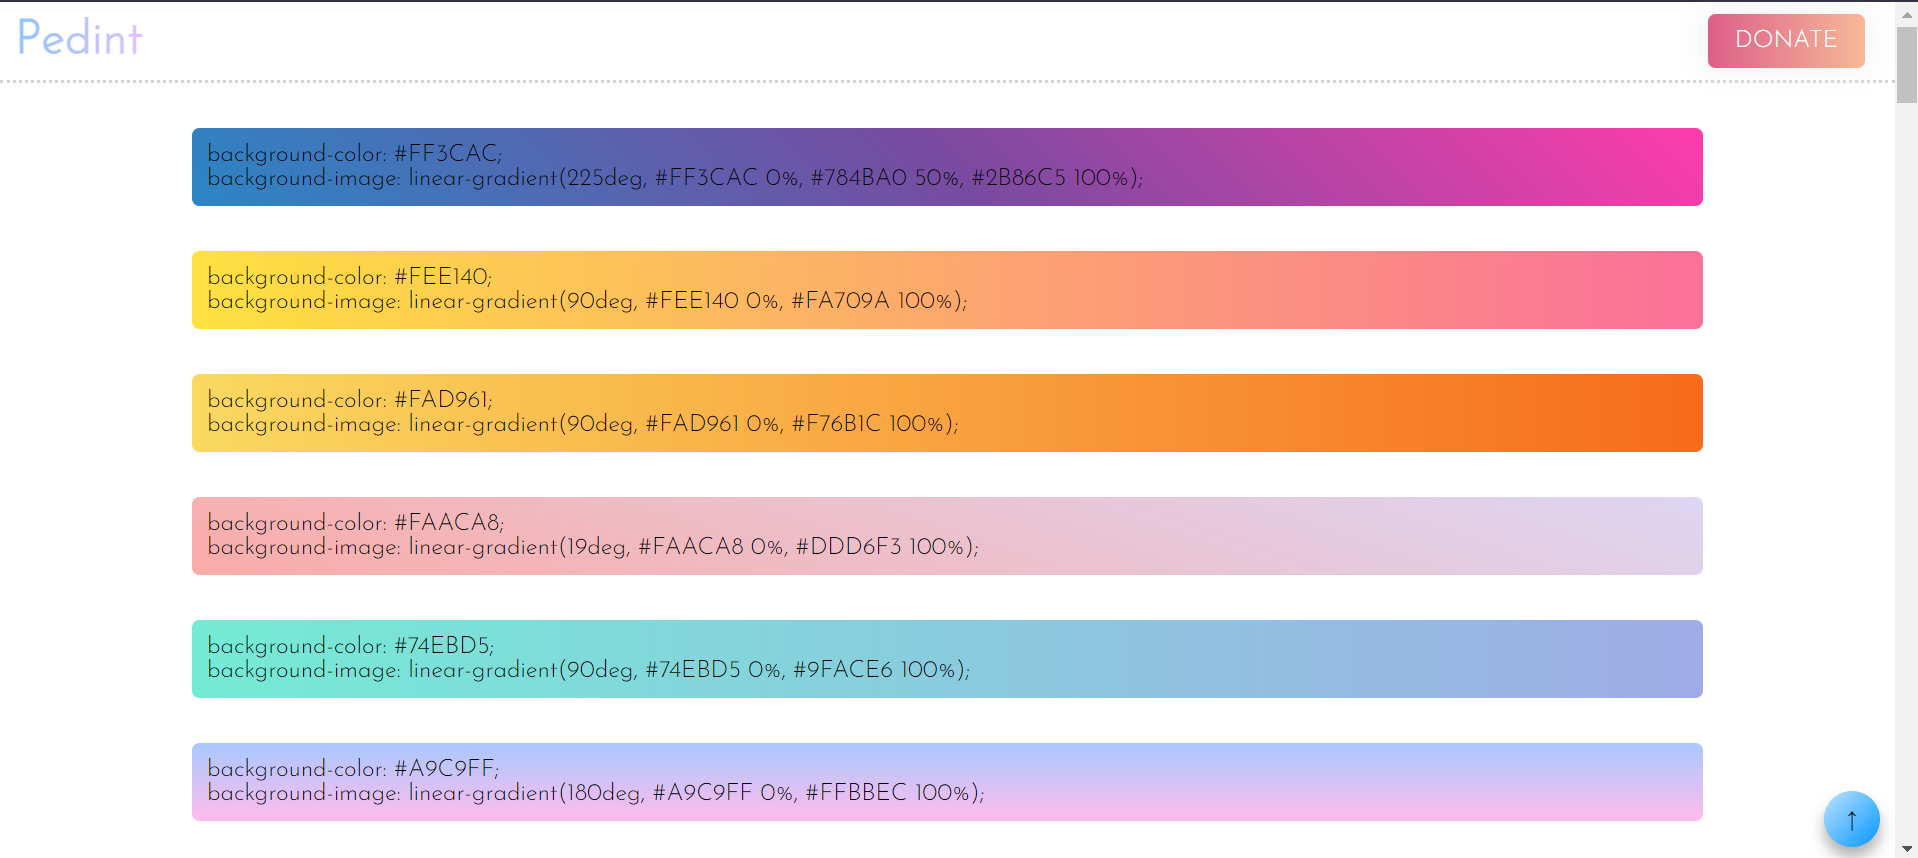 Pedint
DONATE
background-color: #FF3CAC;
background-image: linear-gradient(225deg, #FF3CAC 0%, #784BA0 50%, #2B86C5 100%);
background-color: #FEE140;
background-image: linear-gradient(90deg, #FEE140 0%, #FA709A 100%);
background-color: #FAD961;
background-image: linear-gradient(90deg, #FAD961 0%, #F76B1C 100%);
background-color: #FAACA8;
background-image: linear-gradient(19deg, #FAACA8 0%, #DDD6F3 100%);
background-color: #74EBD5;
background-image: linear-gradient(90deg, #74EBD5 0%, #9FACE6 100%);
background-color: #A9C9FF;
background-image: linear-gradient(180deg, #A9C9FF 0%, #FFBBEC 100%);
↑